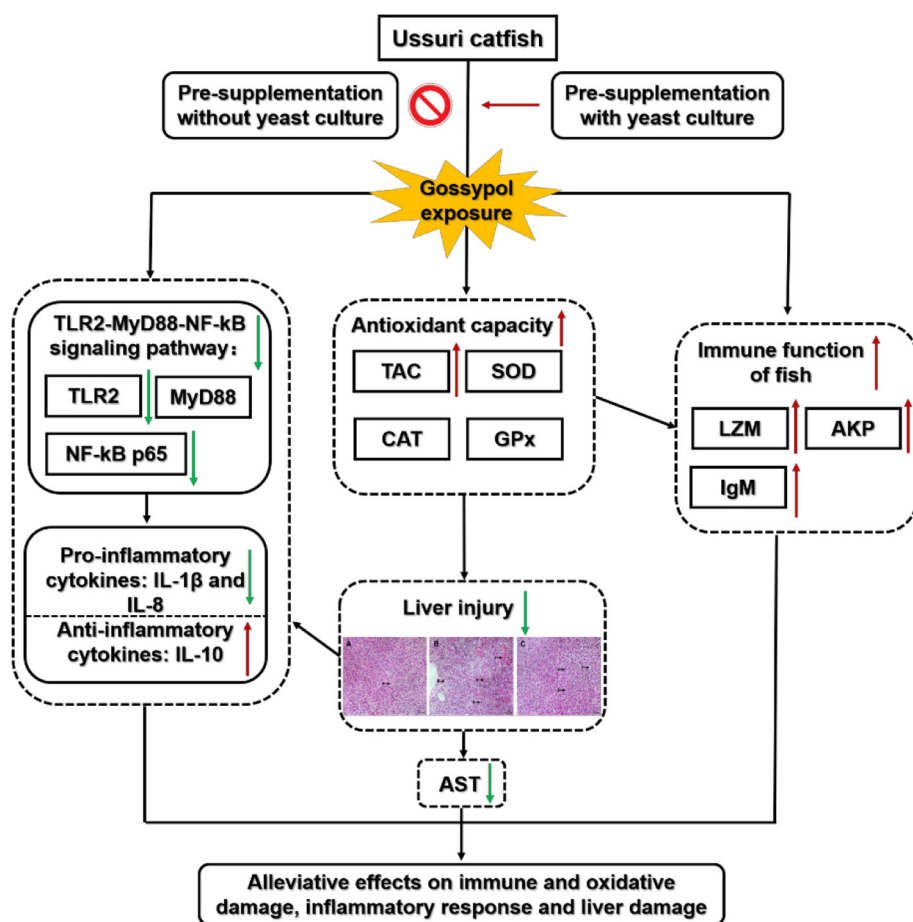 Ussuri catfish
Pre-supplementation
without yeast culture
Pre-supplementation
with yeast culture
Gossypol
exposure
TLR2-MyD88-NF-kB
signaling pathway:
TLR2
MyD88
NF-kB p65
Pro-inflammatory
cytokines: IL-1β and
IL-8
Anti-inflammatory
cytokines: IL-10
Antioxidant capacity
TAC
SOD
CAT
GPx
Immune function
of fish
LZM
AKP
IgM
Liver injury
A
B
C
AST
Alleviative effects on immune and oxidative
damage, inflammatory response and liver damage